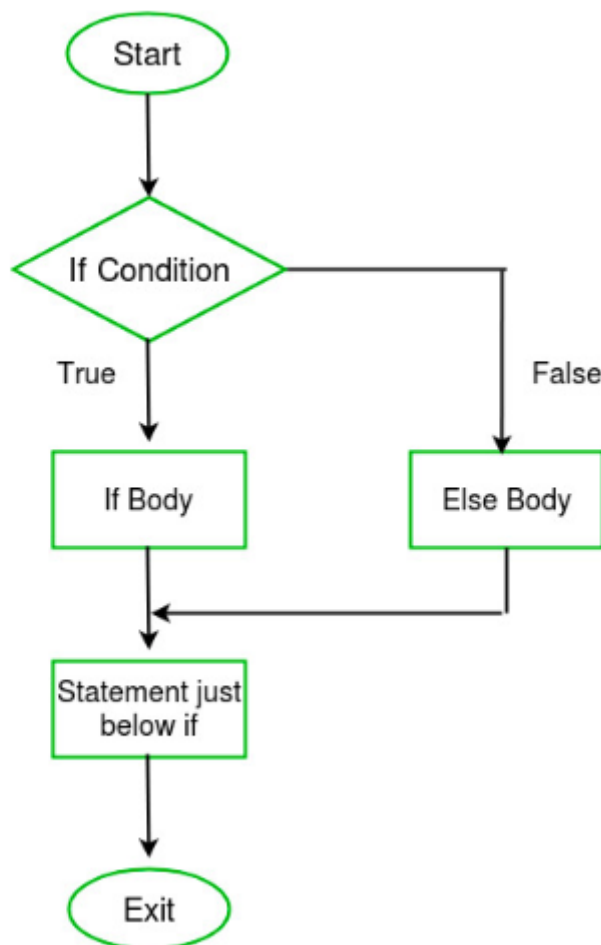 Start
If Condition
True
False
If Body
Else Body
Statement just
below if
Exit